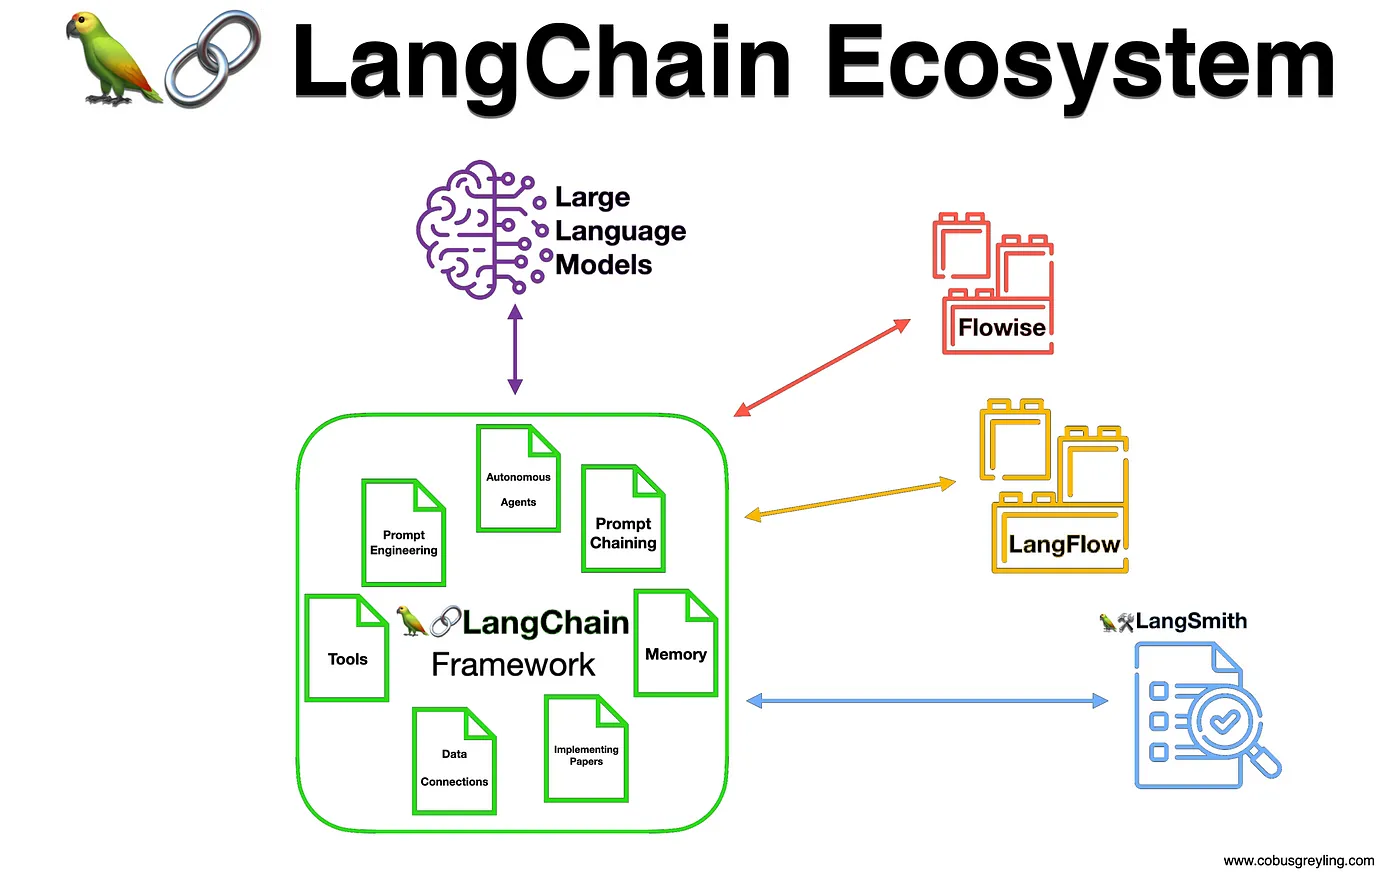 LangChain Ecosystem
Large
Language
Models
Flowise
LangFlow
LangSmith
Autonomous
Agents
Prompt
Chaining
Prompt
Engineering
LangChain
Framework
Tools
Memory
Data
Connections
Implementing
Papers
www.cobusgreyling.com